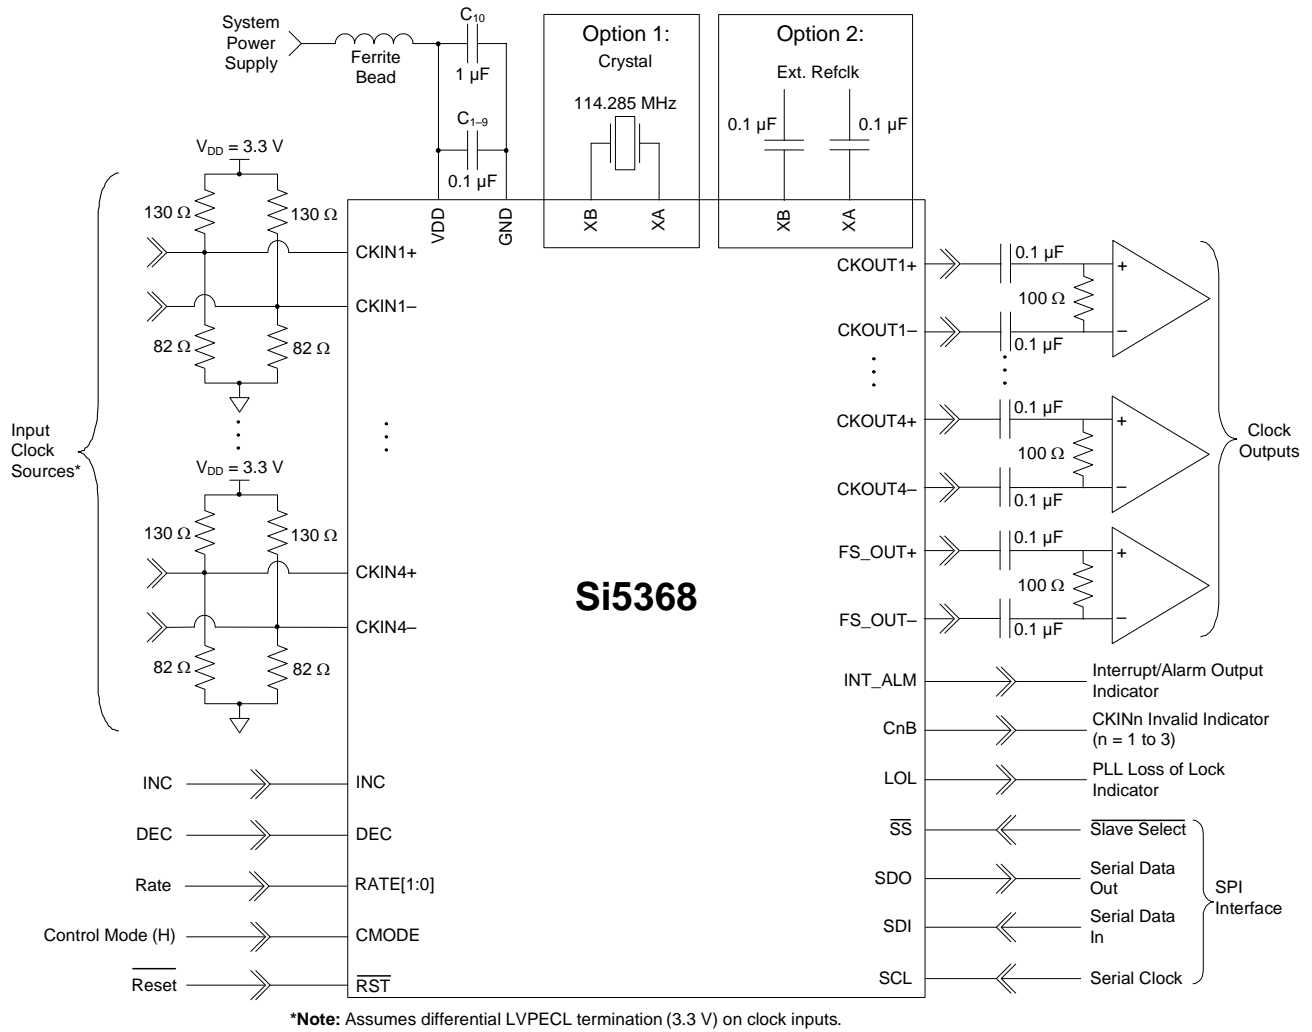 System
Power
Supply
Ferrite
Bead
C10
1 µF
C1–9
0.1 µF
Option 1:
Crystal
114.285 MHz
XB
XA
Option 2:
Ext. Refclk
0.1 µF
0.1 µF
XB
XA
VDD
GND
VDD = 3.3 V
130 Ω
130 Ω
CKIN1+
CKIN1–
82 Ω
82 Ω
Input
Clock
Sources*
VDD = 3.3 V
130 Ω
130 Ω
CKIN4+
CKIN4–
82 Ω
82 Ω
INC
INC
DEC
DEC
Rate
RATE[1:0]
Control Mode (H)
CMODE
Reset
RST
Si5368
CKOUT1+
0.1 µF
+
100 Ω
CKOUT1–
0.1 µF
–
CKOUT4+
0.1 µF
+
100 Ω
CKOUT4–
0.1 µF
–
Clock
Outputs
FS_OUT+
0.1 µF
+
100 Ω
FS_OUT–
0.1 µF
–
INT_ALM
Interrupt/Alarm Output
Indicator
CnB
CKINn Invalid Indicator
(n = 1 to 3)
LOL
PLL Loss of Lock
Indicator
SS
Slave Select
SDO
Serial Data
Out
SDI
Serial Data
In
SCL
Serial Clock
SPI
Interface
*Note: Assumes differential LVPECL termination (3.3 V) on clock inputs.